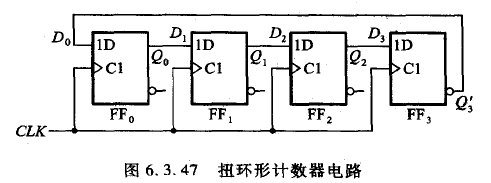 D₀ D₁ D₂ D₃
1D 1D 1D 1D
Q₀ Q₁ Q₂
C1 C1 C1 C1
FF₀ FF₁ FF₂ FF₃ Q₃′
CLK
图 6.3.47 扭环形计数器电路